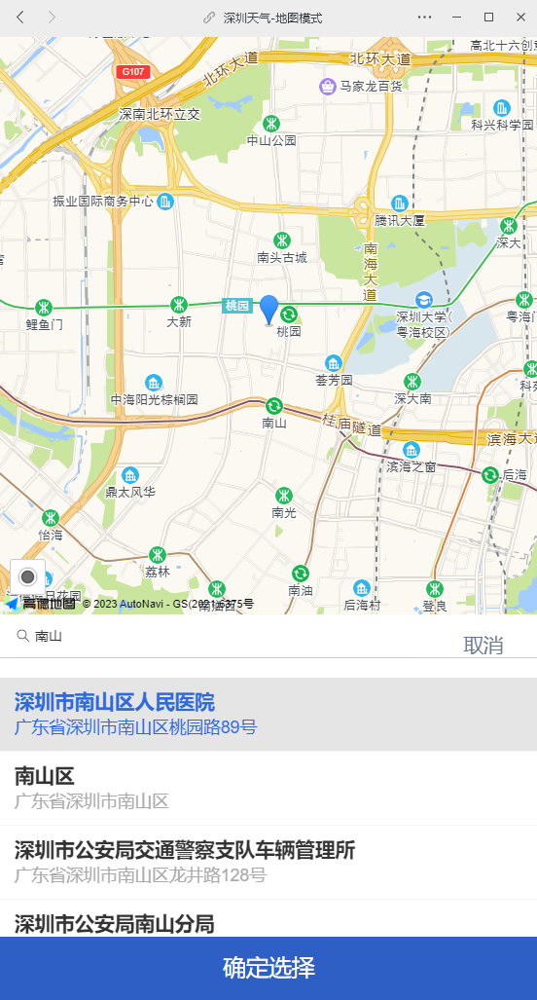 深圳天气-地图模式
高北十六创
北环大道
北环大道
G107
马家龙百货
科兴科学园
深南北环立交
中山公园
振业国际商务中心
腾讯大厦
深大
南头古城
南海大道
桃园
深圳大学(
粤海校区)
粤海门
鲤鱼门
大新
桃园
荟芳园
中海阳光棕榈园
深大南
南山
桂庙隧道
滨海大道
滨海之窗
后海
鼎太风华
南光
怡海
荔林
南油
后海村
登良
日花园
高德地图 © 2023 AutoNavi - GS(2021)6375号
南山
取消
深圳市南山区人民医院
广东省深圳市南山区桃园路89号
南山区
广东省深圳市南山区
深圳市公安局交通警察支队车辆管理所
广东省深圳市南山区龙井路128号
深圳市公安局南山分局
确定选择